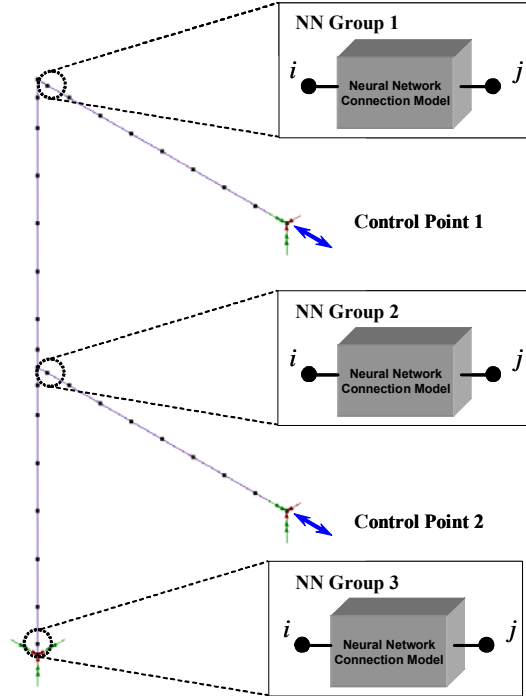 NN Group 1
i
j
Neural Network
Connection Model
Control Point 1
NN Group 2
i
j
Neural Network
Connection Model
Control Point 2
NN Group 3
i
j
Neural Network
Connection Model